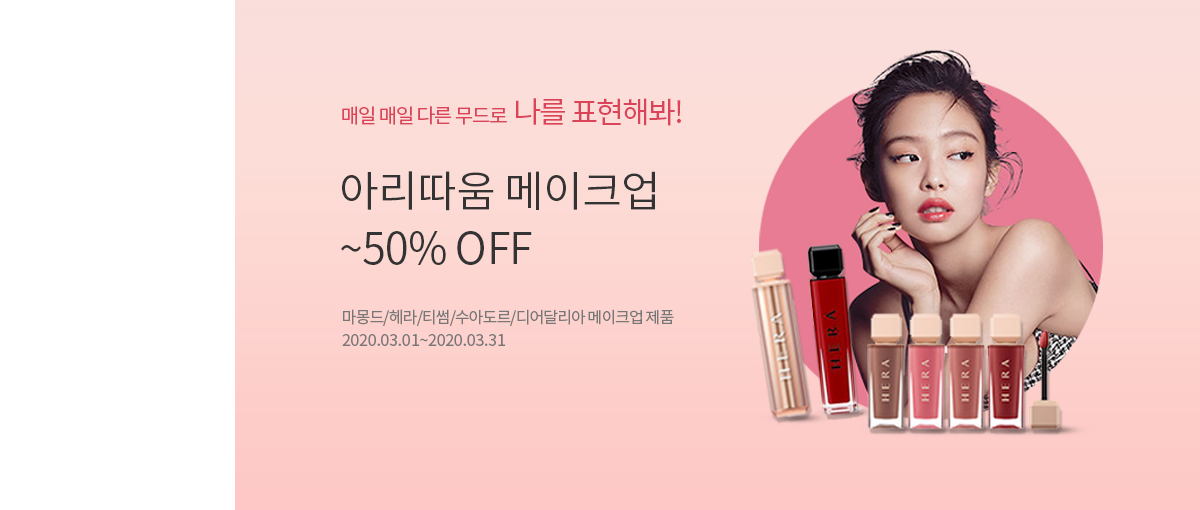 매일 매일 다른 무드로 나를 표현해봐!
아리따움 메이크업
~50% OFF
마몽드/헤라/티썸/수아도르/디어달리아 메이크업 제품
2020.03.01~2020.03.31
HERA
HERA
HERA
HERA
HERA
HERA